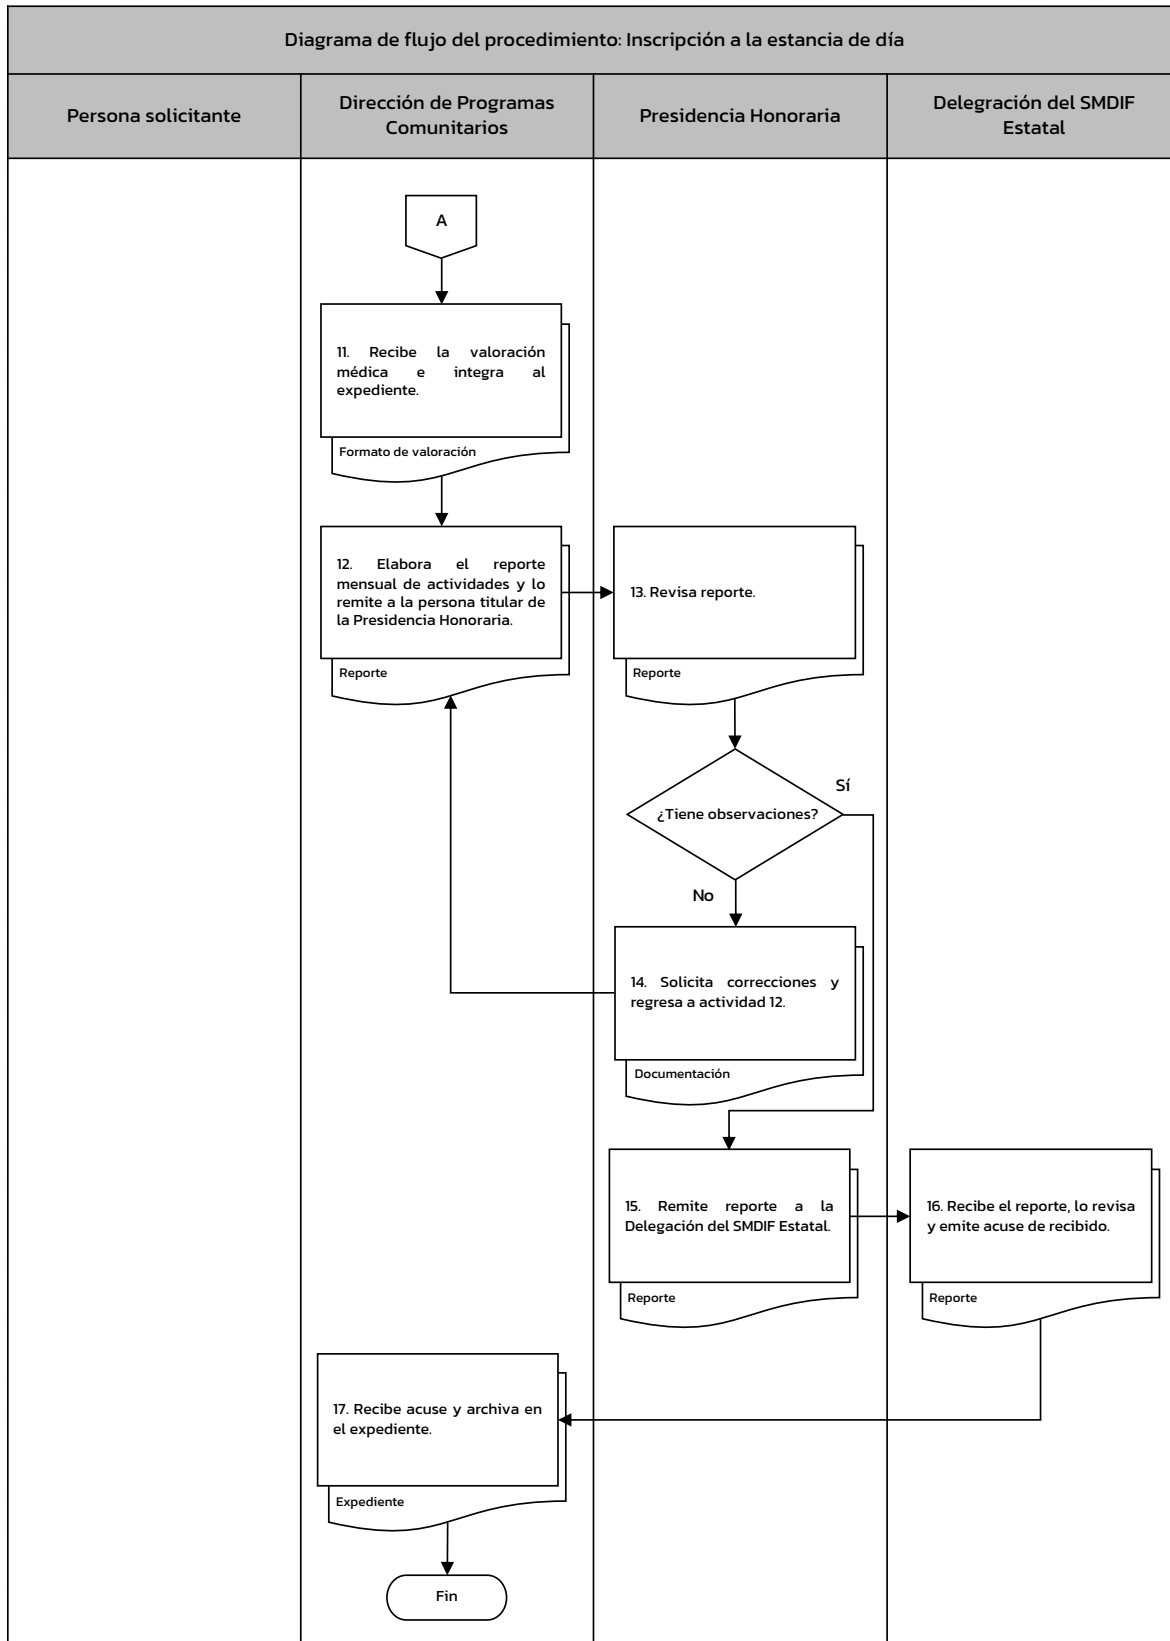 Diagrama de flujo del procedimiento: Inscripción a la estancia de día
Persona solicitante
Dirección de Programas
Comunitarios
Presidencia Honoraria
Delegración del SMDIF
Estatal
A
11. Recibe la valoración
médica e integra al
expediente.
Formato de valoración
12. Elabora el reporte
mensual de actividades y lo
remite a la persona titular de
la Presidencia Honoraria.
Reporte
13. Revisa reporte.
Reporte
¿Tiene observaciones?
Sí
No
14. Solicita correcciones y
regresa a actividad 12.
Documentación
15. Remite reporte a la
Delegación del SMDIF Estatal.
Reporte
16. Recibe el reporte, lo revisa
y emite acuse de recibido.
Reporte
17. Recibe acuse y archiva en
el expediente.
Expediente
Fin